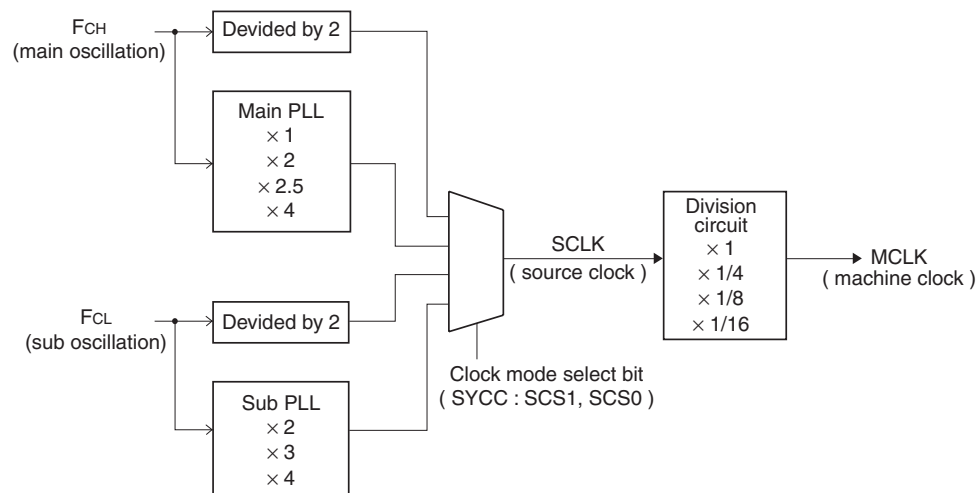 FCH
(main oscillation)
Devided by 2
Main PLL
× 1
× 2
× 2.5
× 4
FCL
(sub oscillation)
Devided by 2
Sub PLL
× 2
× 3
× 4
SCLK
( source clock )
Clock mode select bit
( SYCC : SCS1, SCS0 )
Division
circuit
× 1
× 1/4
× 1/8
× 1/16
MCLK
( machine clock )